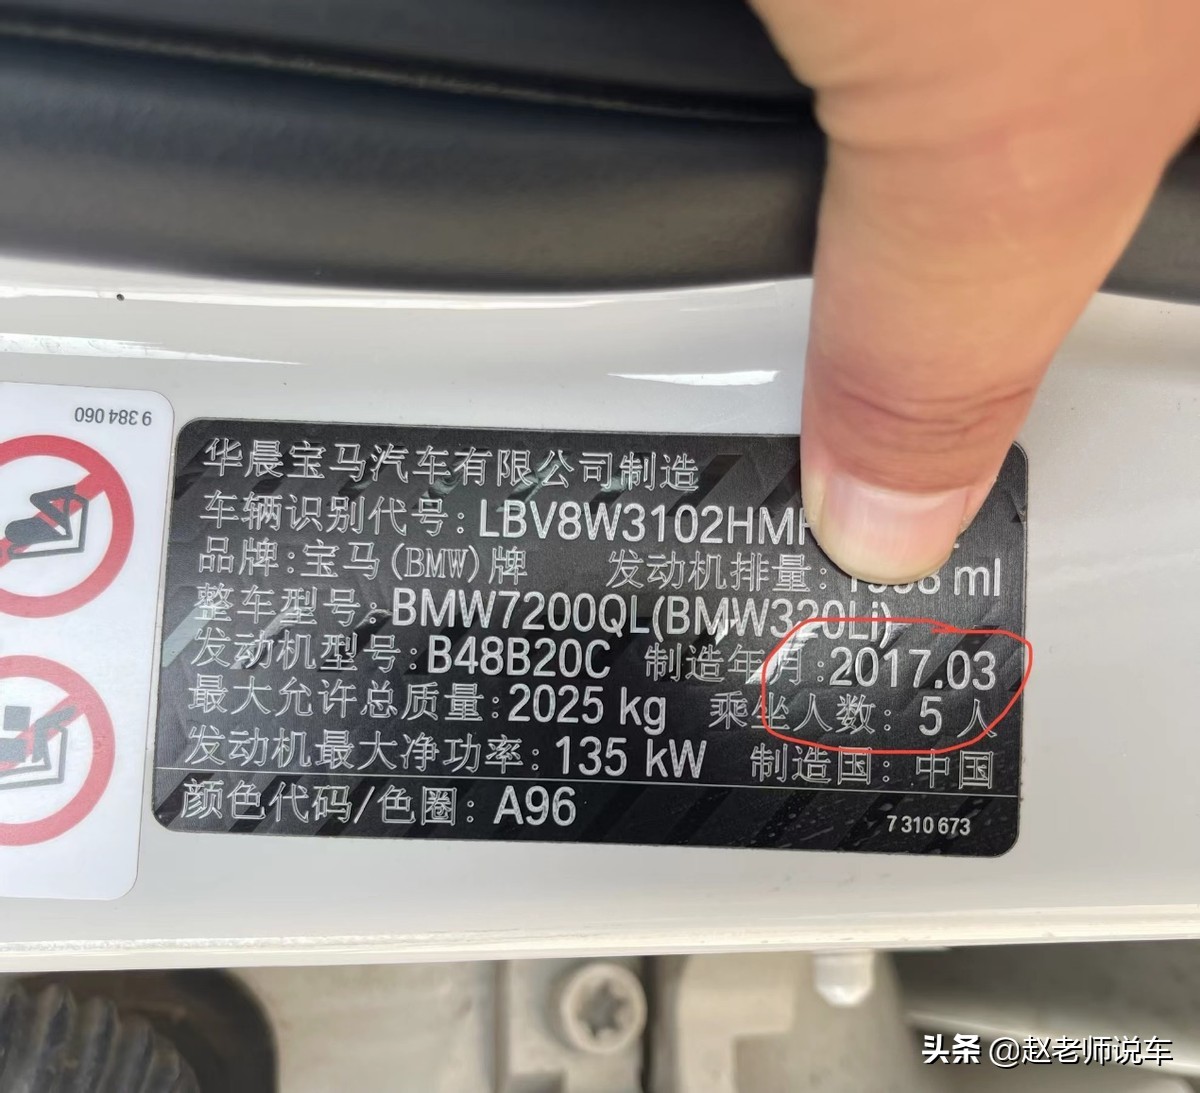 9 384 060
华晨宝马汽车有限公司制造
车辆识别代号: LBV8W3102HM
品牌: 宝马(BMW)牌 发动机排量: ml
整车型号: BMW7200QL(BMW320Li)
发动机型号: B48B20C 制造年月: 2017.03
最大允许总质量: 2025 kg 乘坐人数: 5 人
发动机最大净功率: 135 kW 制造国: 中国
颜色代码/色圈: A96
7 310 673
头条 @赵老师说车